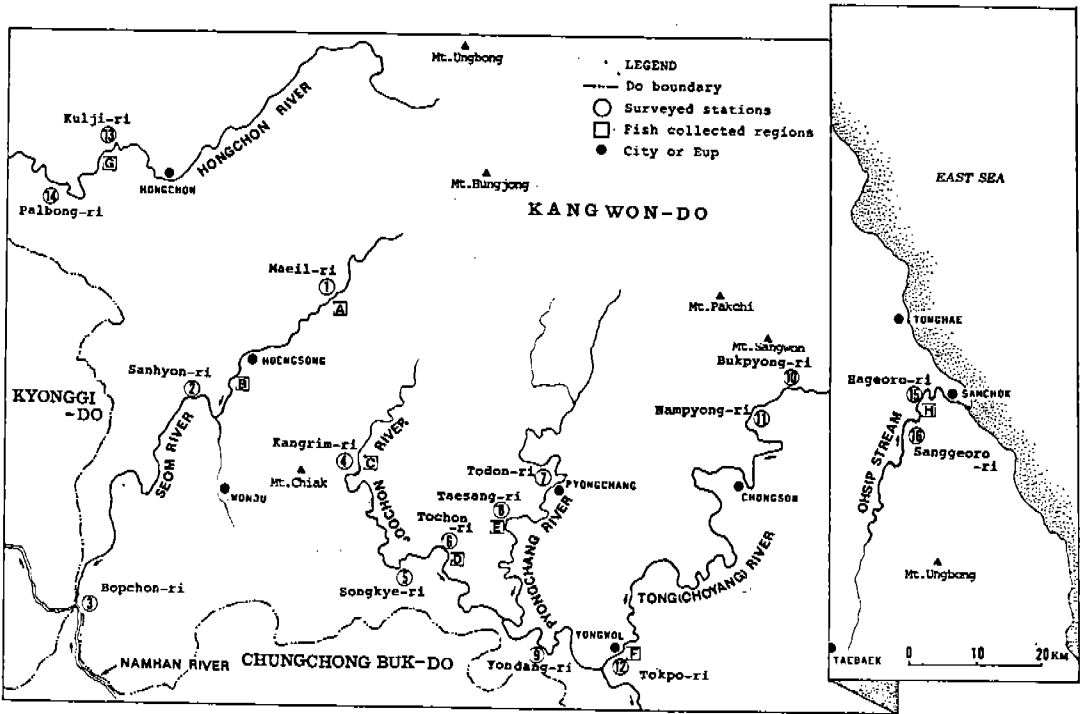 Mt.Ungbong
LEGEND
Do boundary
Surveyed stations
Fish collected regions
City or Eup
Kulji-ri
13
G
HONGCHON RIVER
HONGCHON
14
Palbong-ri
Mt.Hungjong
KANGWON-DO
EAST SEA
Maeil-ri
1
A
Mt.Pakchi
TONGHAE
HOENGSONG
Mt.Sangwon
Bukpyong-ri
10
Sanhyon-ri
2
B
KYONGGI
-DO
Hageoro-ri
15
SAMCHOK
H
Nampyong-ri
11
16
Sanggeoro
-ri
SEOM RIVER
Kangrim-ri
4
C
RIVER
JOOCHON
Mt.Chiak
WONJU
Todon-ri
7
PYONGCHANG
CHONGSON
OHSIP STREAM
Taesang-ri
8
E
Tochon
-ri
6
D
PYONGCHANG RIVER
Songkye-ri
5
TONG(CHOYANG) RIVER
Mt.Ungbong
Bopchon-ri
3
NAMHAN RIVER
CHUNGCHONG BUK-DO
YONGWOL
9
Yondang-ri
F
12
Tokpo-ri
TAEBAEK
0 10 20 KM